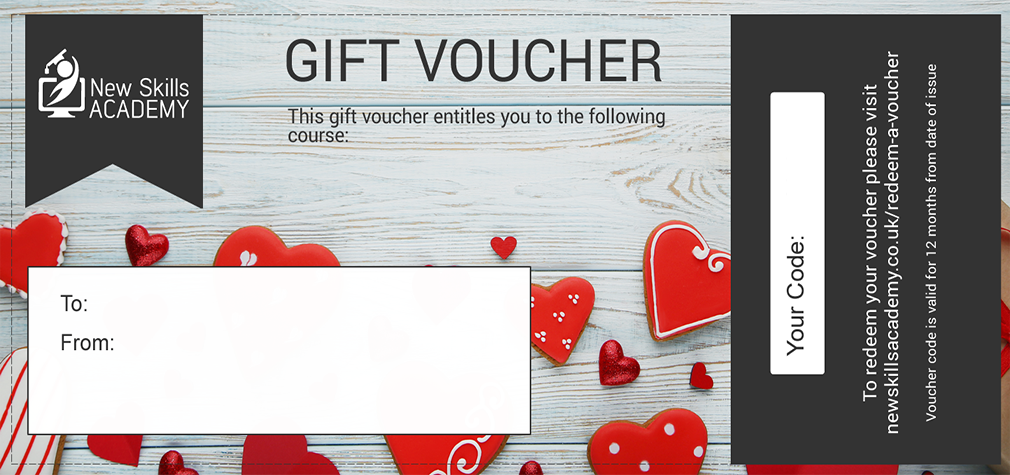 New Skills
ACADEMY
GIFT VOUCHER
This gift voucher entitles you to the following
course:
To:
From:
Your Code:
To redeem your voucher please visit
newskillsacademy.co.uk/redeem-a-voucher
Voucher code is valid for 12 months from date of issue